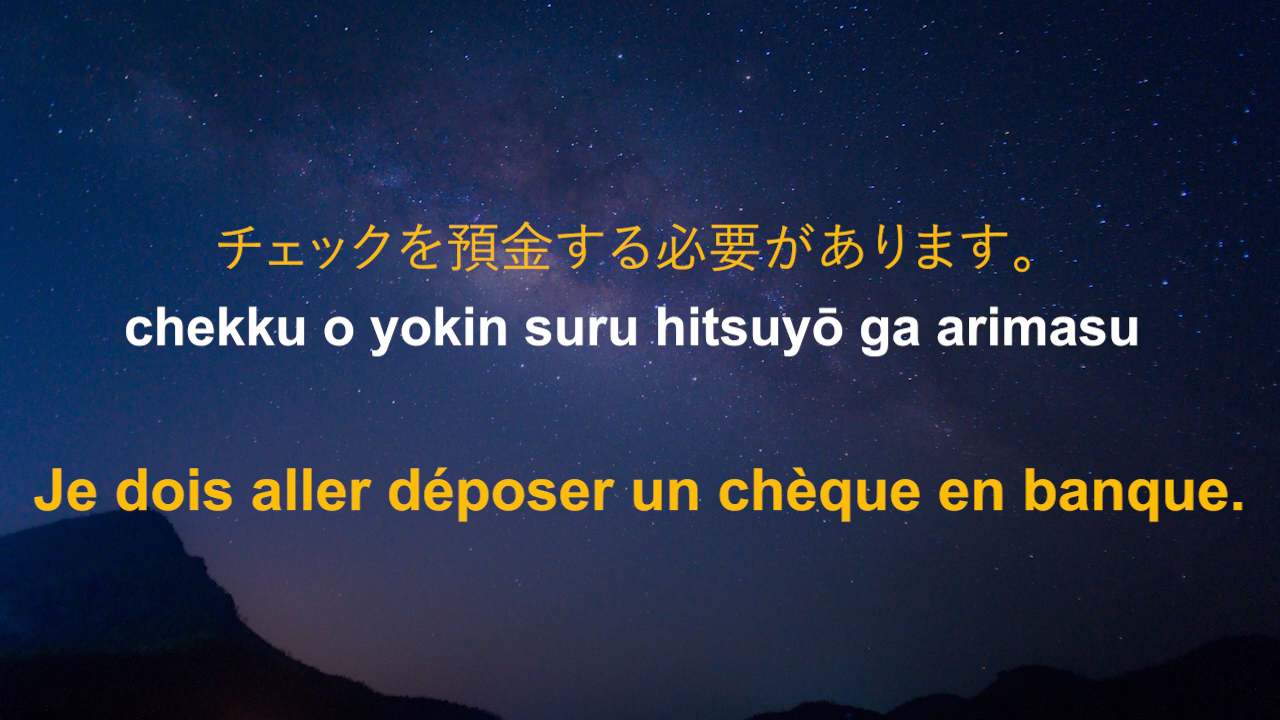 チェックを預金する必要があります。
chekku o yokin suru hitsuyō ga arimasu
Je dois aller déposer un chèque en banque.